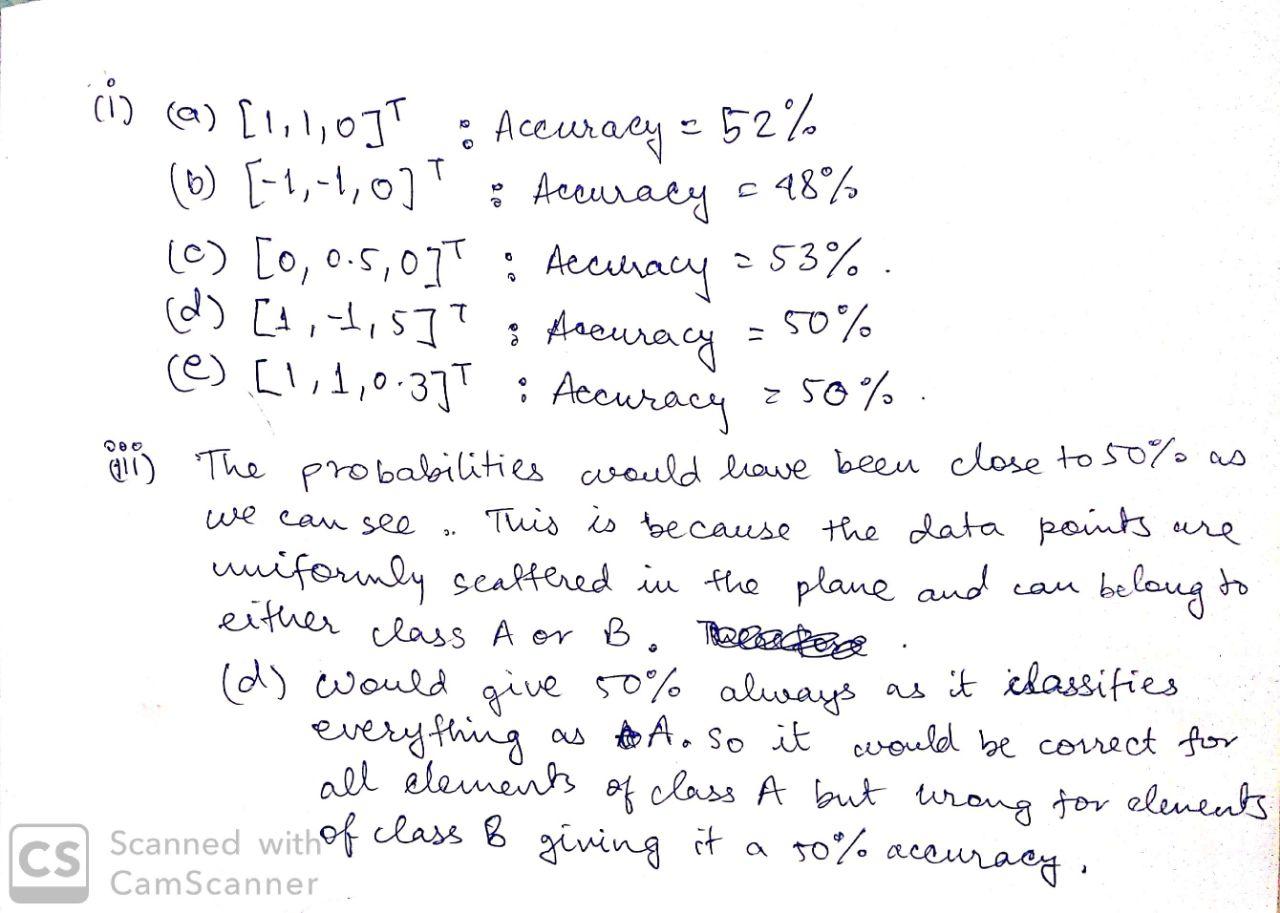 (i) (a) [1,1,0]ᵀ : Accuracy = 52%
(b) [-1,-1,0]ᵀ : Accuracy = 48%
(c) [0, 0.5,0]ᵀ : Accuracy = 53%.
(d) [1,-1,5]ᵀ : Accuracy = 50%
(e) [1,1,0.3]ᵀ : Accuracy = 50%.
iii) The probabilities would have been close to 50% as
we can see. This is because the data points are
uniformly scattered in the plane and can belong to
either class A or B.
(d) would give 50% always as it classifies
everything as A. So it would be correct for
all elements of class A but wrong for elements
of class B giving it a 50% accuracy.
CS Scanned with
CamScanner